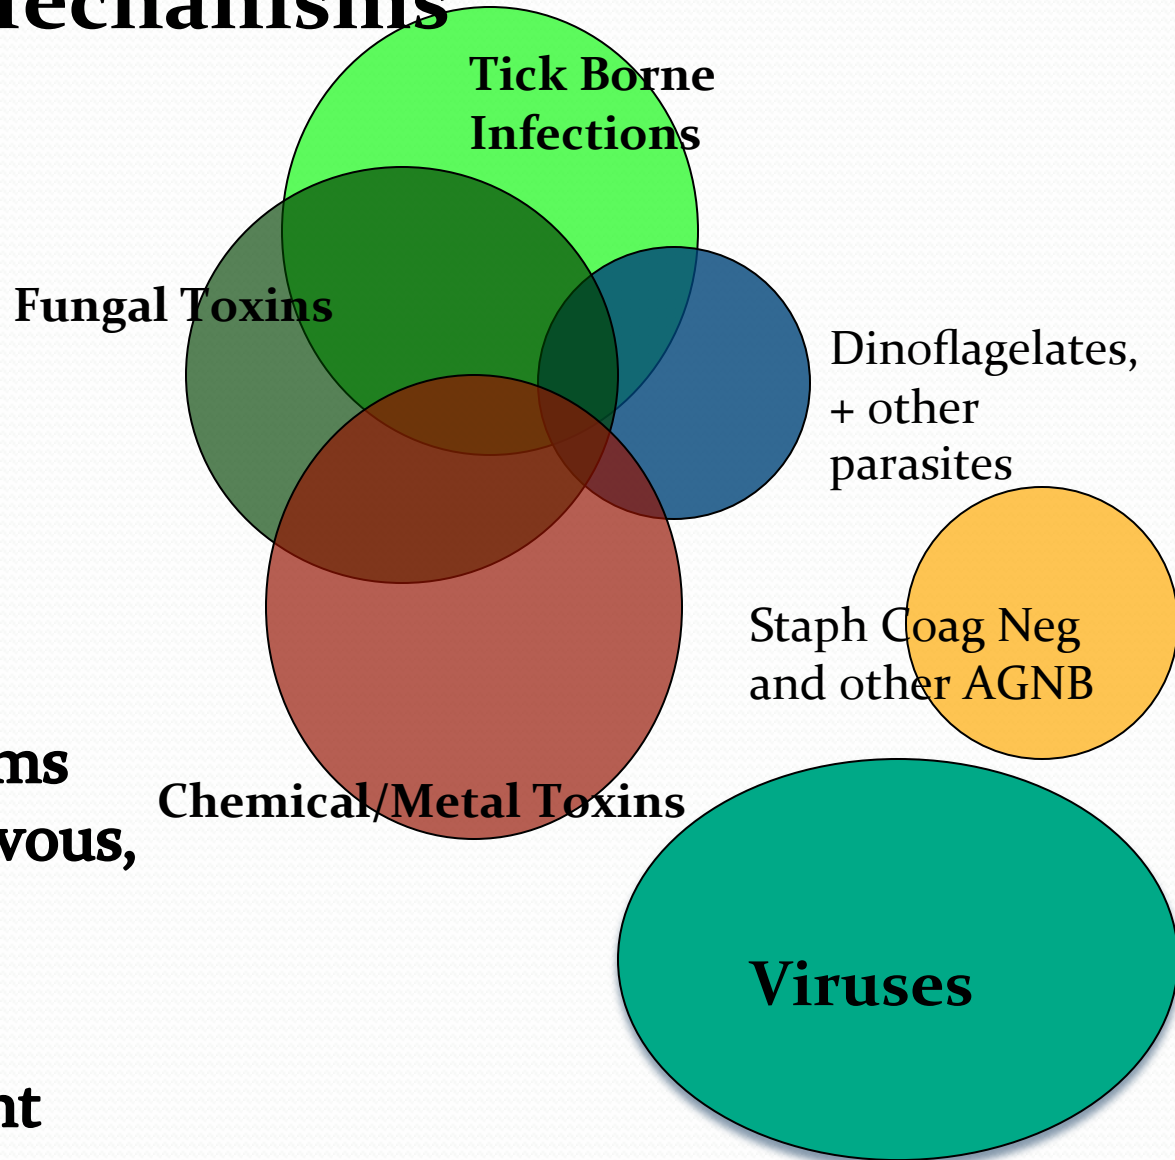 Tick Borne
Infections
Fungal Toxins
Dinoflagelates,
+ other
parasites
Staph Coag Neg
and other AGNB
Chemical/Metal Toxins
Viruses